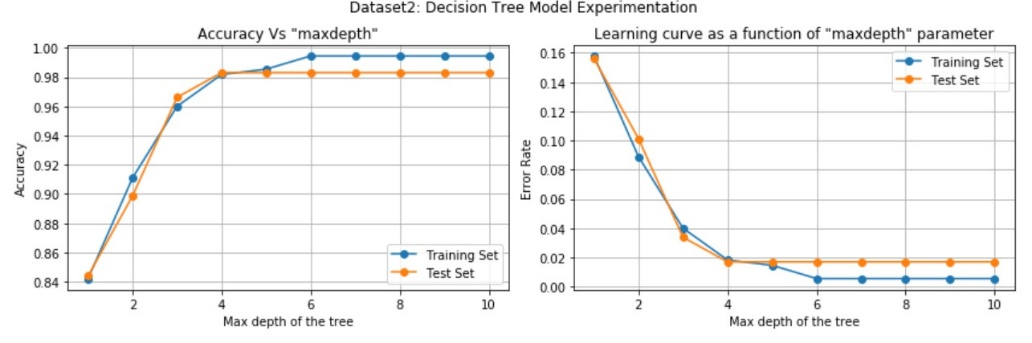 Dataset2: Decision Tree Model Experimentation
Accuracy Vs "maxdepth"
1.00
0.98
0.96
0.94
0.92
0.90
0.88
0.86
0.84
Accuracy
Training Set
Test Set
2 4 6 8 10
Max depth of the tree
Learning curve as a function of "maxdepth" parameter
0.16
0.14
0.12
0.10
0.08
0.06
0.04
0.02
0.00
Error Rate
Training Set
Test Set
2 4 6 8 10
Max depth of the tree